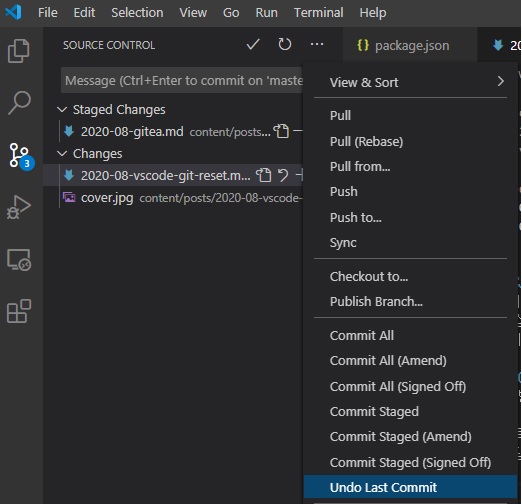 File Edit Selection View Go Run Terminal Help
SOURCE CONTROL
package.json
Message (Ctrl+Enter to commit on 'maste
Staged Changes
2020-08-gitea.md content/posts...
Changes
3
2020-08-vscode-git-reset.m...
cover.jpg content/posts/2020-08-vscode-
View & Sort
Pull
Pull (Rebase)
Pull from...
Push
Push to...
Sync
Checkout to...
Publish Branch...
Commit All
Commit All (Amend)
Commit All (Signed Off)
Commit Staged
Commit Staged (Amend)
Commit Staged (Signed Off)
Undo Last Commit